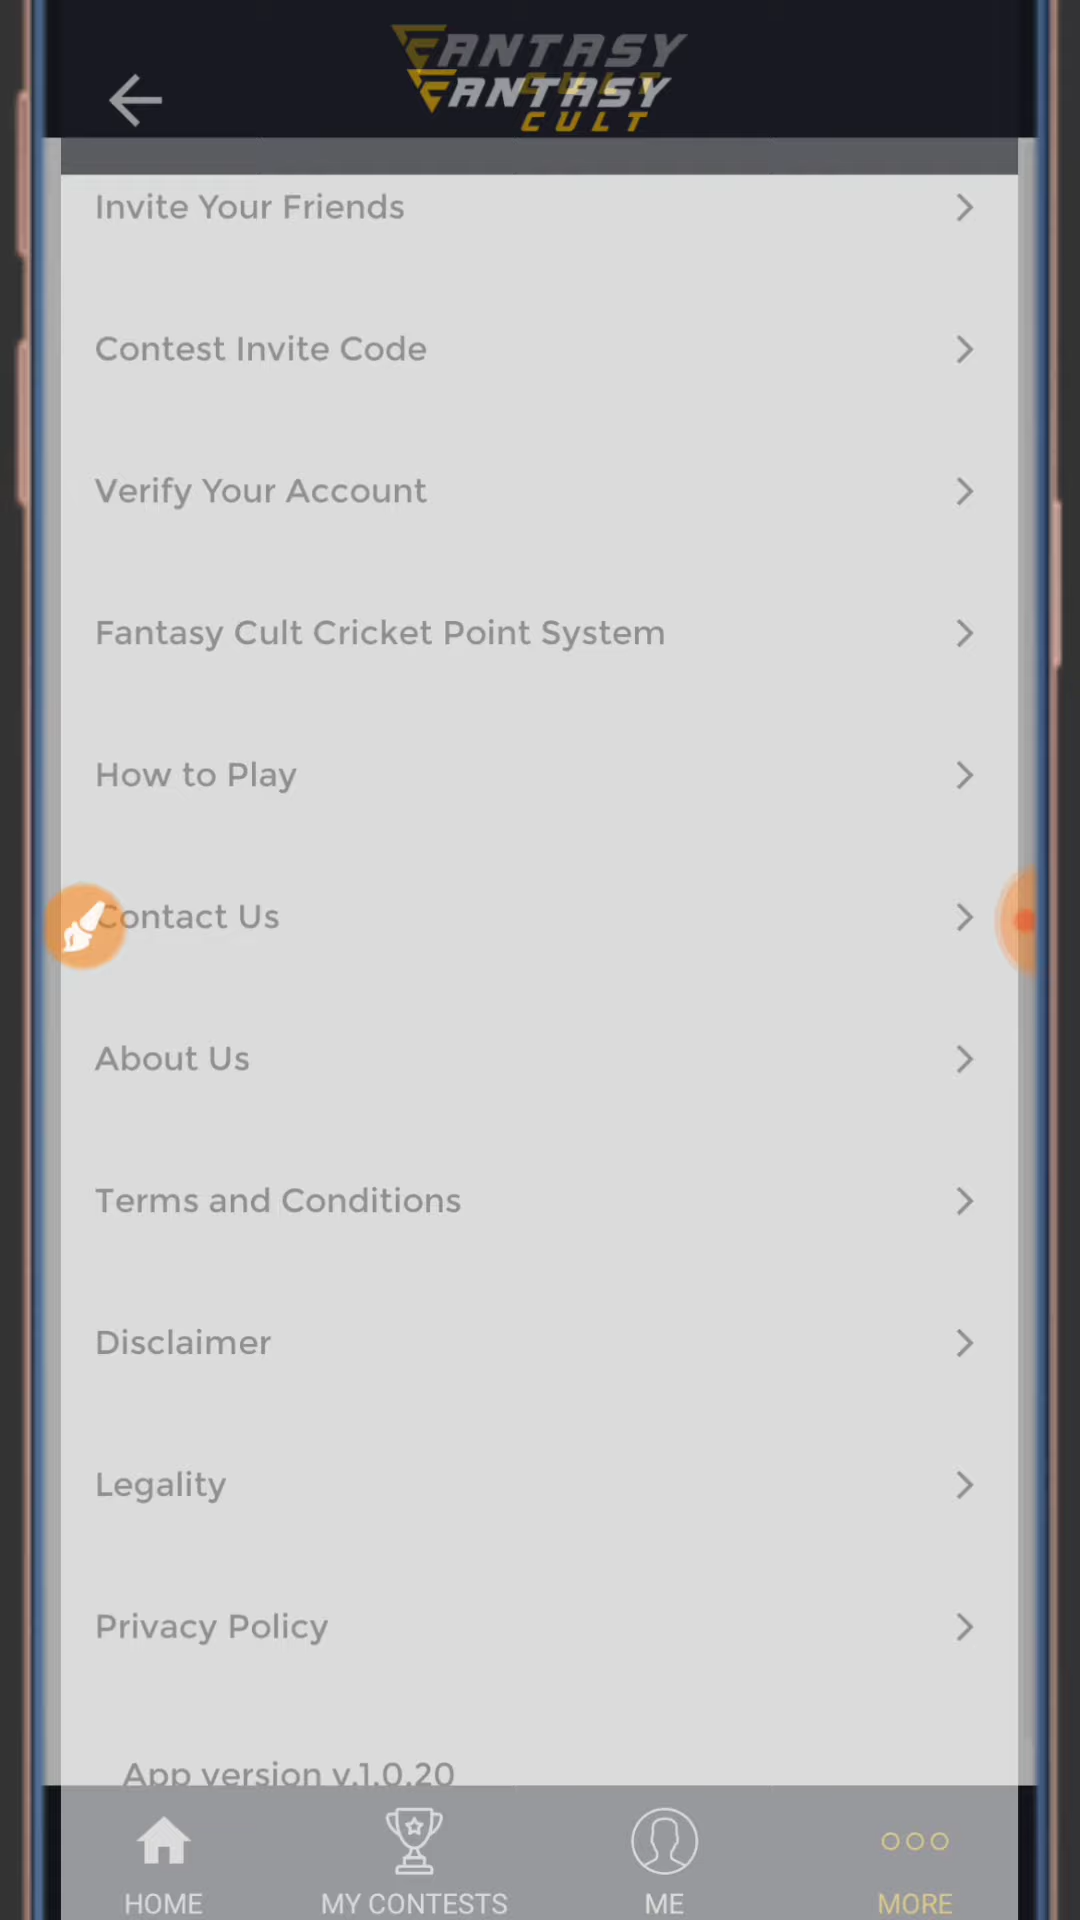 FANTASY
CULT
FANTASY
CULT
Invite Your Friends
Contest Invite Code
Verify Your Account
Fantasy Cult Cricket Point System
How to Play
Contact Us
About Us
Terms and Conditions
Disclaimer
Legality
Privacy Policy
App version v.1.0.20
HOME MY CONTESTS ME MORE